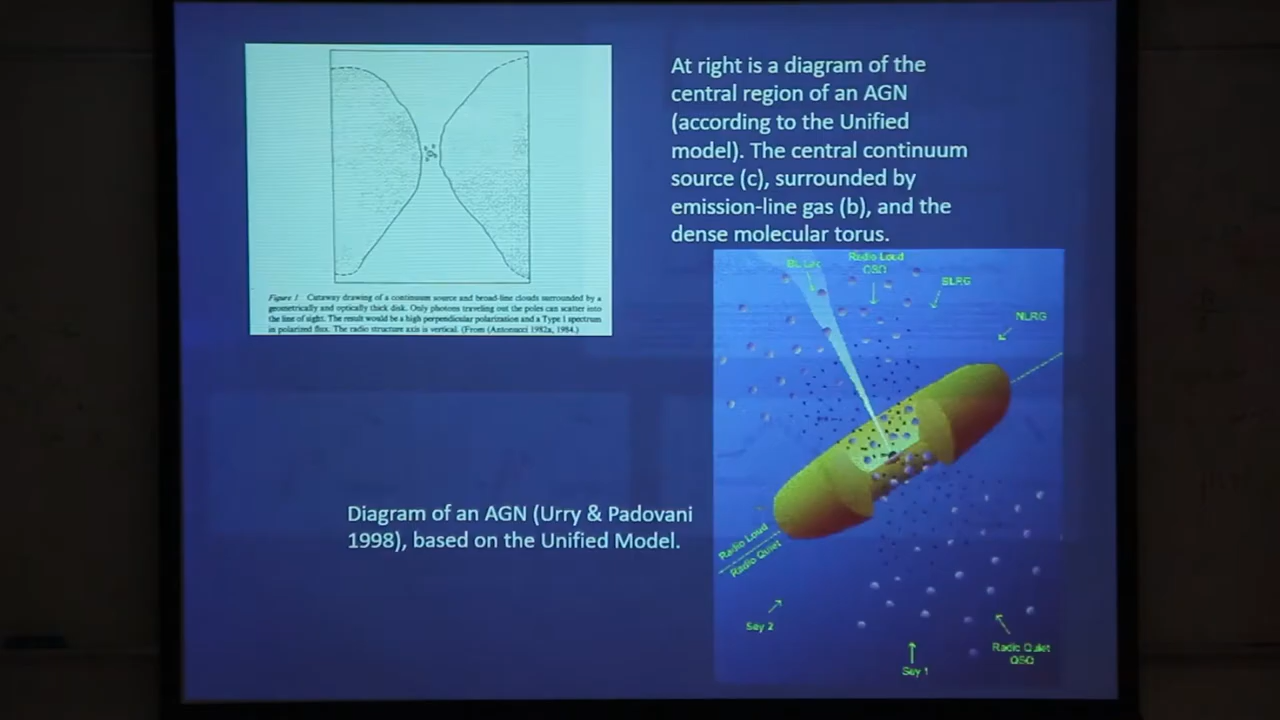 At right is a diagram of the
central region of an AGN
(according to the Unified
model). The central continuum
source (c), surrounded by
emission-line gas (b), and the
dense molecular torus.
Figure 1 Cutaway drawing of a continuum source and broad-line clouds surrounded by a
geometrically and optically thick disk. Only photons traveling out the poles can scatter into
the line of sight. The result would be a high perpendicular polarization and a Type 1 spectrum
in polarized flux. The radio structure axis is vertical. (From (Antonucci 1982a, 1984.)
BL Lac
Radio Loud
QSO
BLRG
NLRG
Diagram of an AGN (Urry & Padovani
1998), based on the Unified Model.
Radio Loud
Radio Quiet
Sey 2
Sey 1
Radio Quiet
QSO